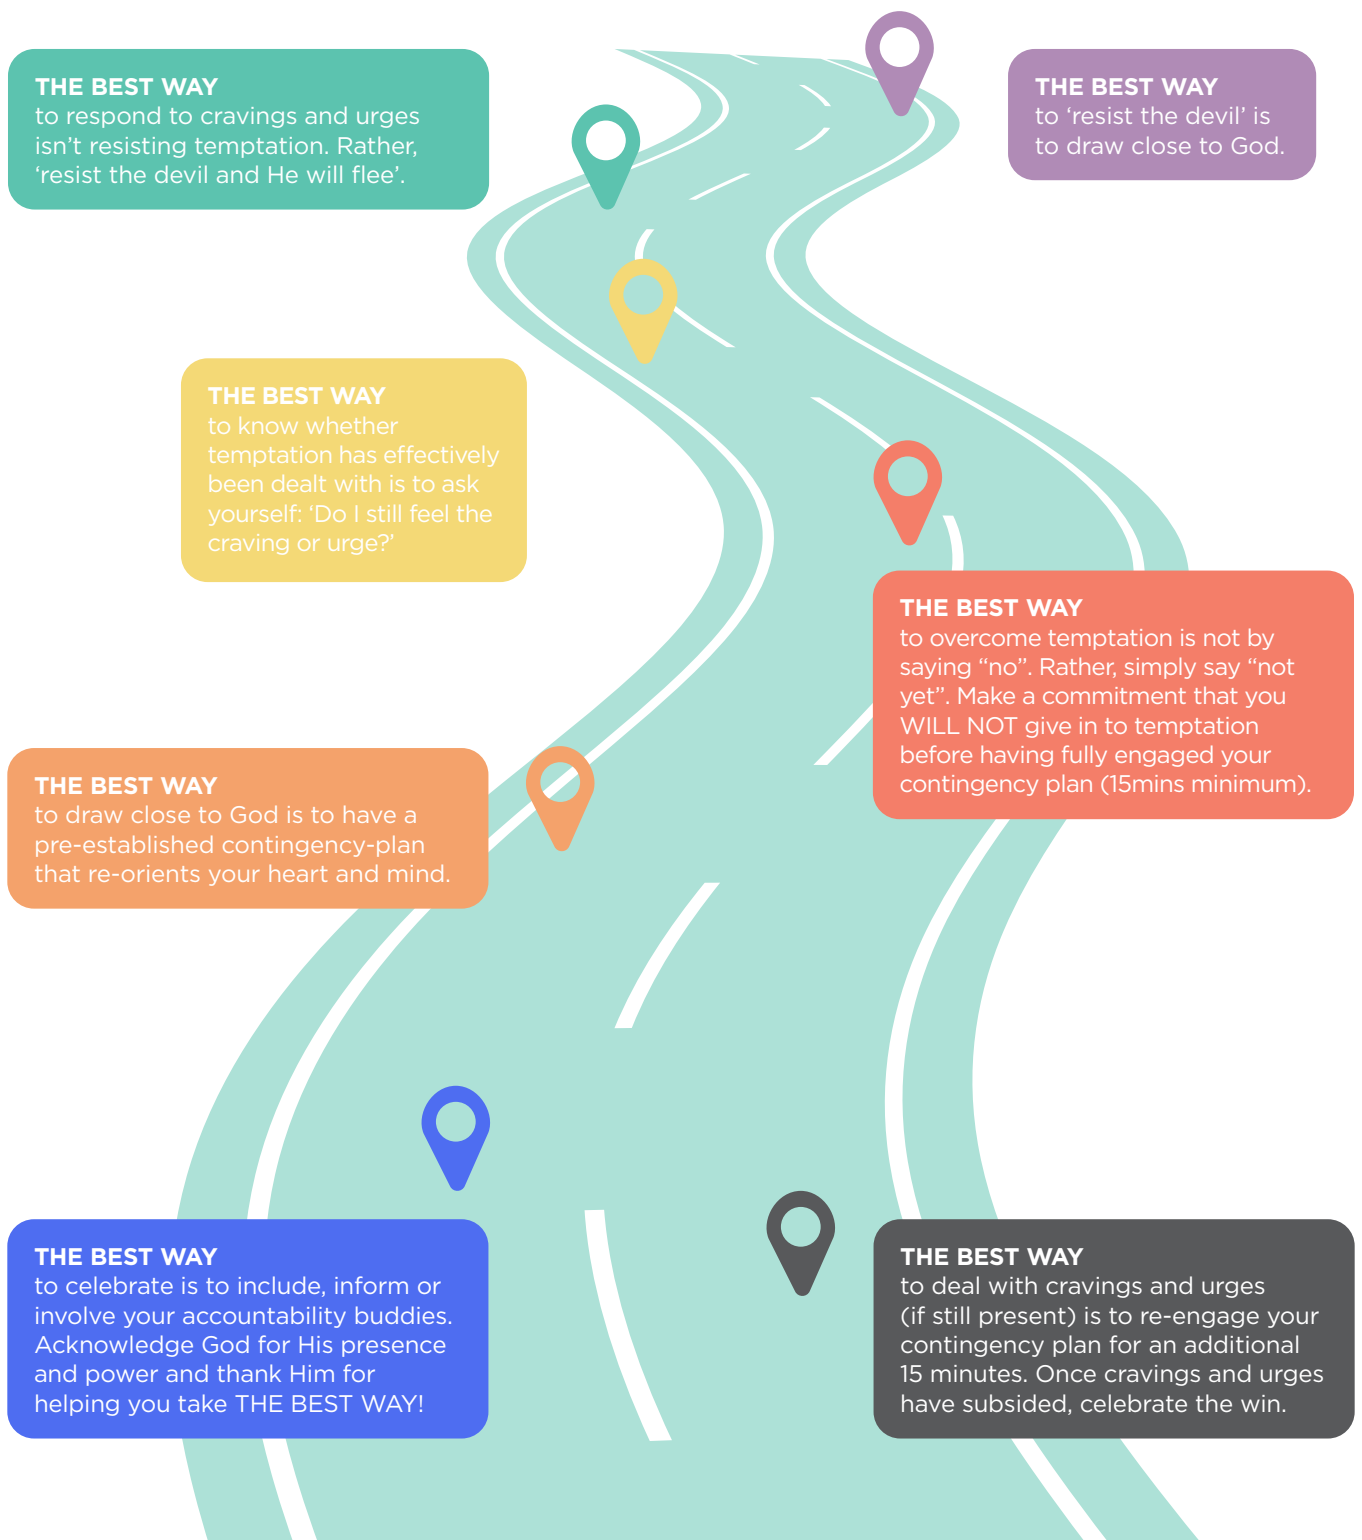 THE BEST WAY
to respond to cravings and urges
isn’t resisting temptation. Rather,
‘resist the devil and He will flee’.
THE BEST WAY
to ‘resist the devil’ is
to draw close to God.
THE BEST WAY
to know whether
temptation has effectively
been dealt with is to ask
yourself: ‘Do I still feel the
craving or urge?’
THE BEST WAY
to overcome temptation is not by
saying “no”. Rather, simply say “not
yet”. Make a commitment that you
WILL NOT give in to temptation
before having fully engaged your
contingency plan (15mins minimum).
THE BEST WAY
to draw close to God is to have a
pre-established contingency-plan
that re-orients your heart and mind.
THE BEST WAY
to celebrate is to include, inform or
involve your accountability buddies.
Acknowledge God for His presence
and power and thank Him for
helping you take THE BEST WAY!
THE BEST WAY
to deal with cravings and urges
(if still present) is to re-engage your
contingency plan for an additional
15 minutes. Once cravings and urges
have subsided, celebrate the win.